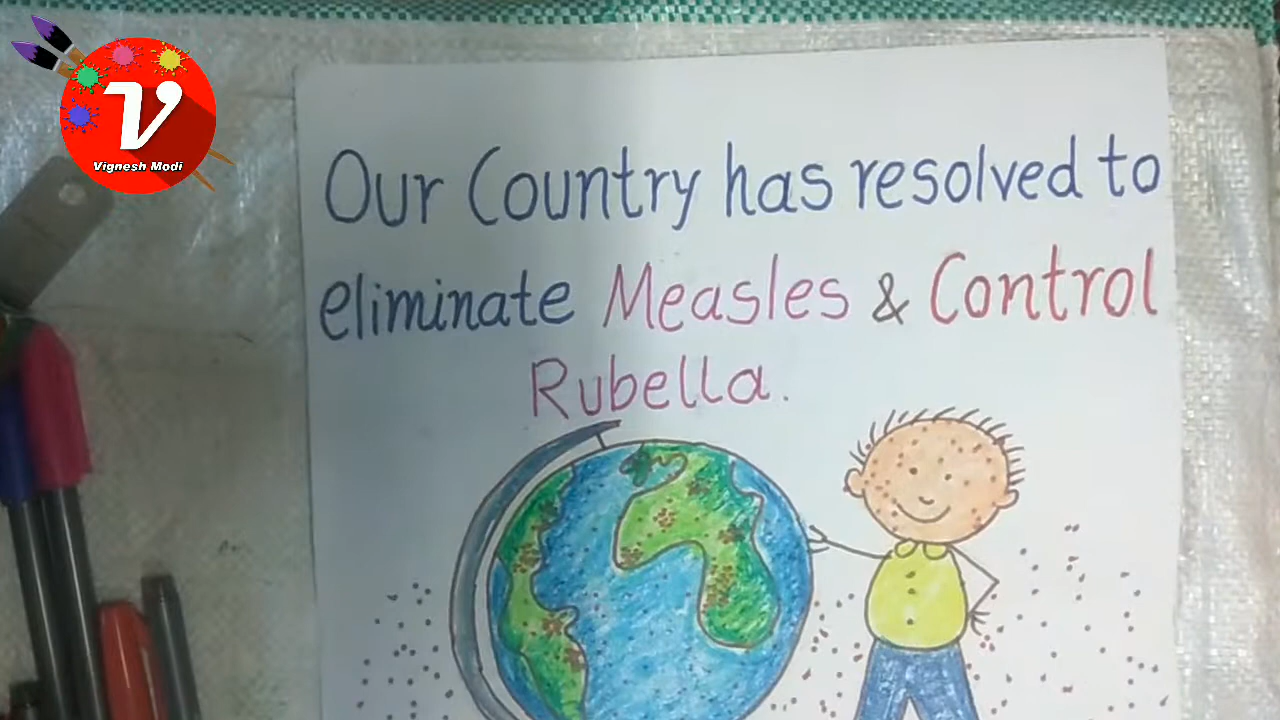 V
Vignesh Modi
Our Country has resolved to
eliminate Measles & Control
Rubella.